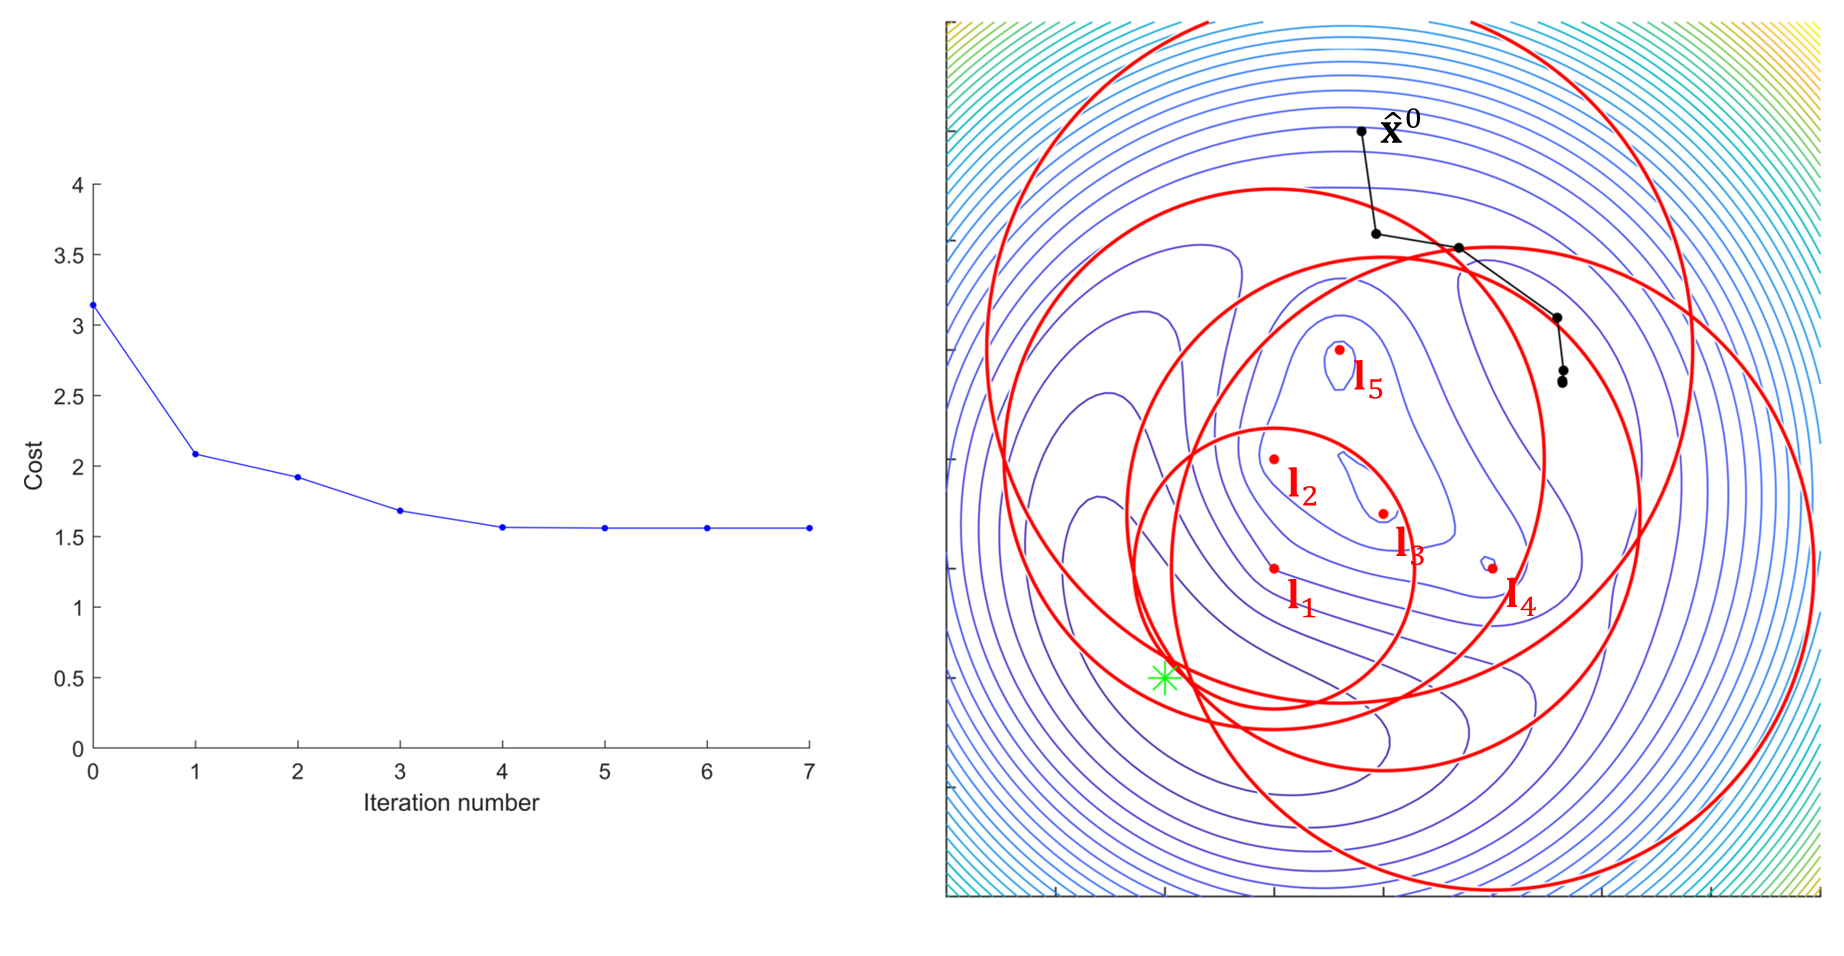 4
3.5
3
2.5
2
1.5
1
0.5
0
0 1 2 3 4 5 6 7
Cost
Iteration number
x̂⁰
l₅
l₂
l₃
l₁
l₄